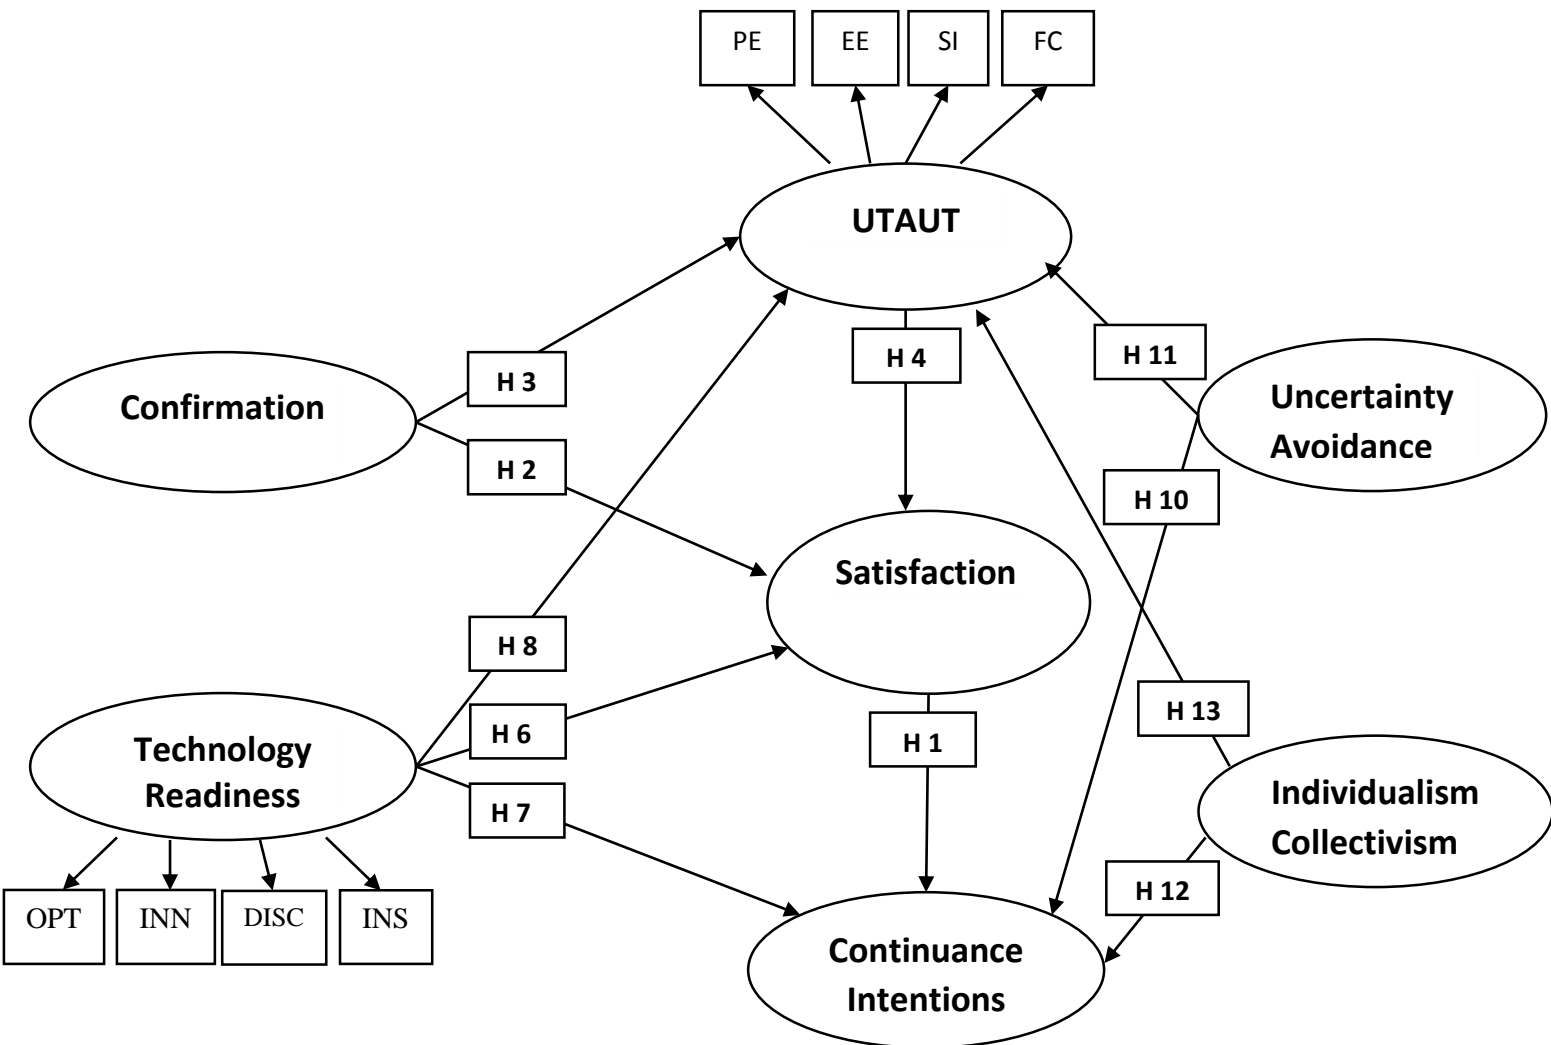 PE
EE
SI
FC
UTAUT
H 4
H 11
H 3
Confirmation
Uncertainty
Avoidance
H 2
H 10
Satisfaction
H 8
H 13
H 6
H 1
Technology
Readiness
H 7
Individualism
Collectivism
H 12
OPT
INN
DISC
INS
Continuance
Intentions